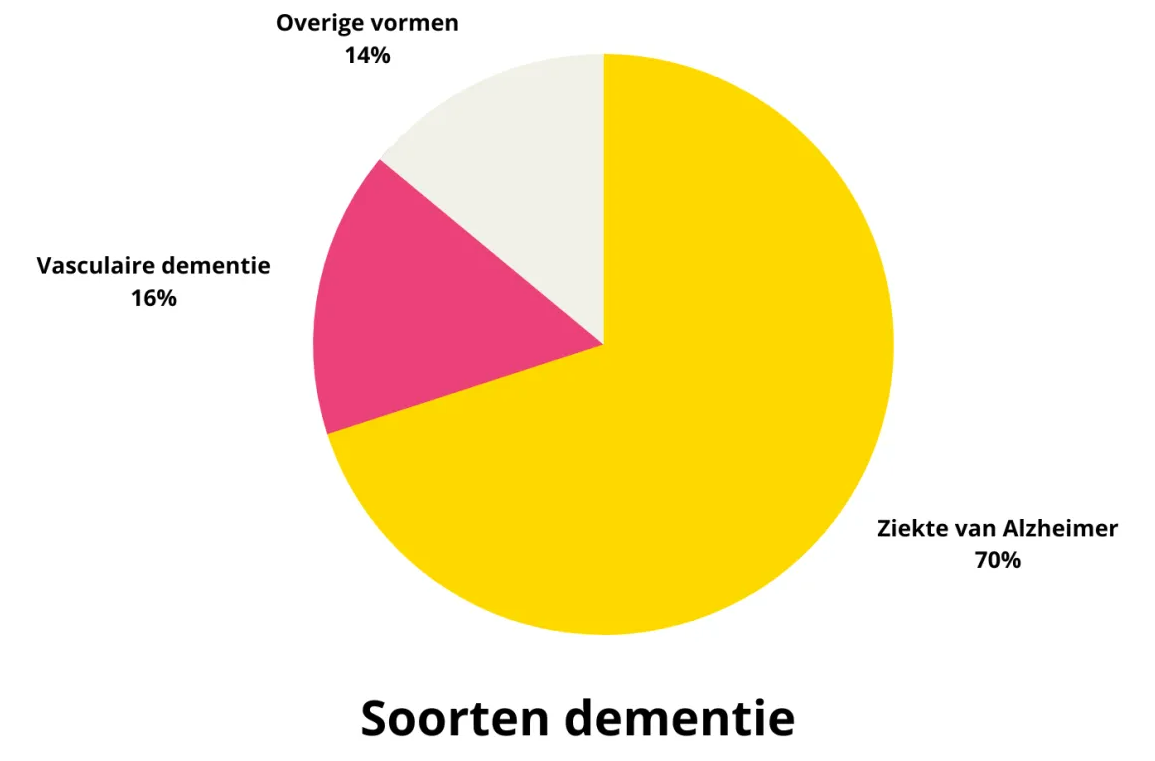 Overige vormen
14%
Vasculaire dementie
16%
Ziekte van Alzheimer
70%
Soorten dementie